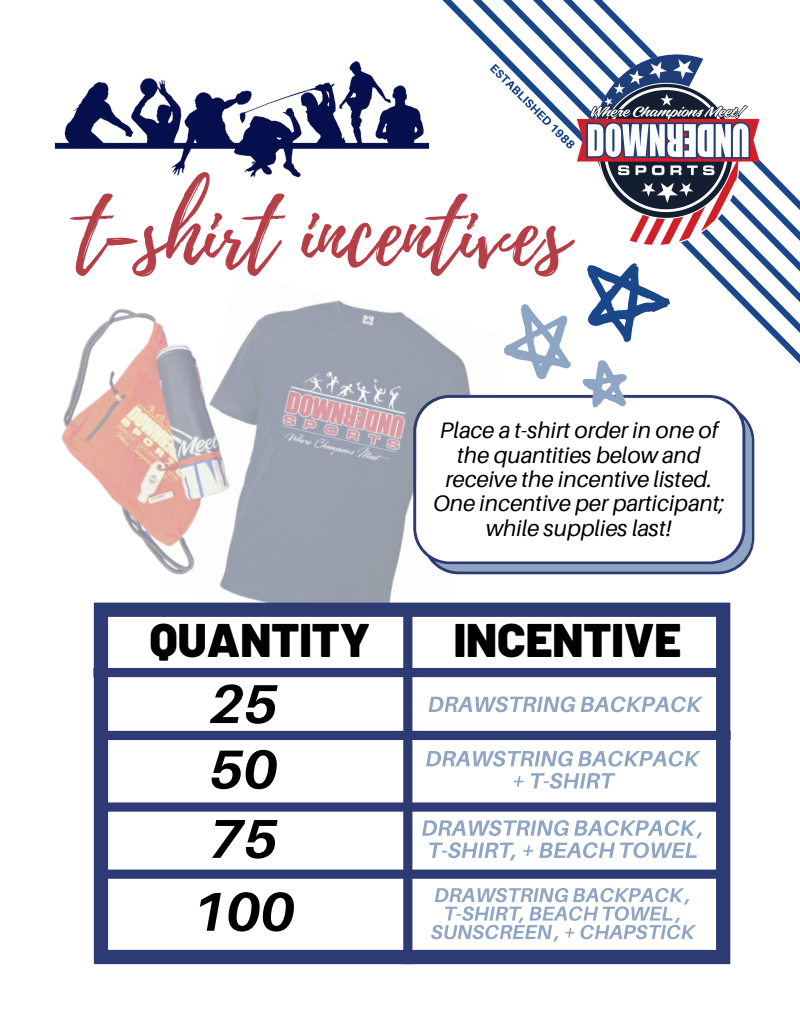 ESTABLISHED 1988
Where Champions Meet!
DOWNUNDER
SPORTS
t-shirt incentives
DOWNUNDER
SPORTS
Where Champions Meet
Meet
Place a t-shirt order in one of
the quantities below and
receive the incentive listed.
One incentive per participant;
while supplies last!
QUANTITY INCENTIVE
25 DRAWSTRING BACKPACK
50 DRAWSTRING BACKPACK
+ T-SHIRT
75 DRAWSTRING BACKPACK,
T-SHIRT, + BEACH TOWEL
100 DRAWSTRING BACKPACK,
T-SHIRT, BEACH TOWEL,
SUNSCREEN, + CHAPSTICK